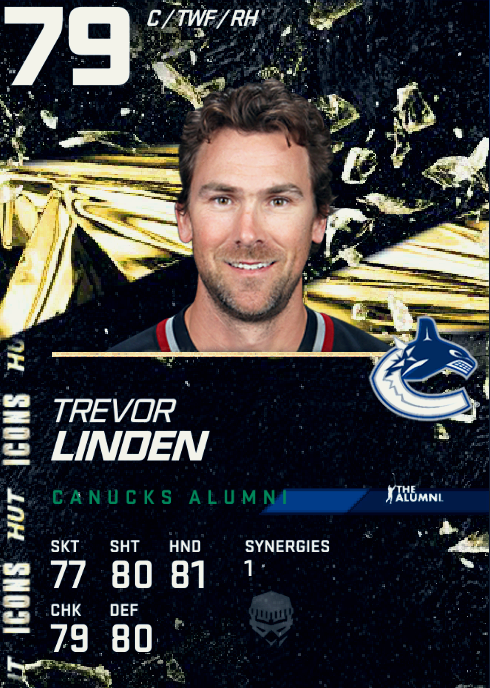 79
C / TWF / RH
TREVOR
LINDEN
CANUCKS ALUMNI
THE
ALUMNI.
SKT SHT HND SYNERGIES
77 80 81 1
CHK DEF
79 80
HUT
ICONS
HUT
ICONS